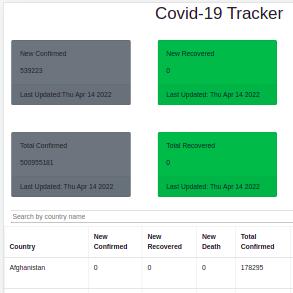 Covid-19 Tracker
New Confirmed
539223
Last Updated:Thu Apr 14 2022
New Recovered
0
Last Updated: Thu Apr 14 2022
Total Confirmed
500955181
Last Updated: Thu Apr 14 2022
Total Recovered
0
Last Updated: Thu Apr 14 2022
Search by country name
Country New Confirmed New Recovered New Death Total Confirmed
Afghanistan 0 0 0 178295